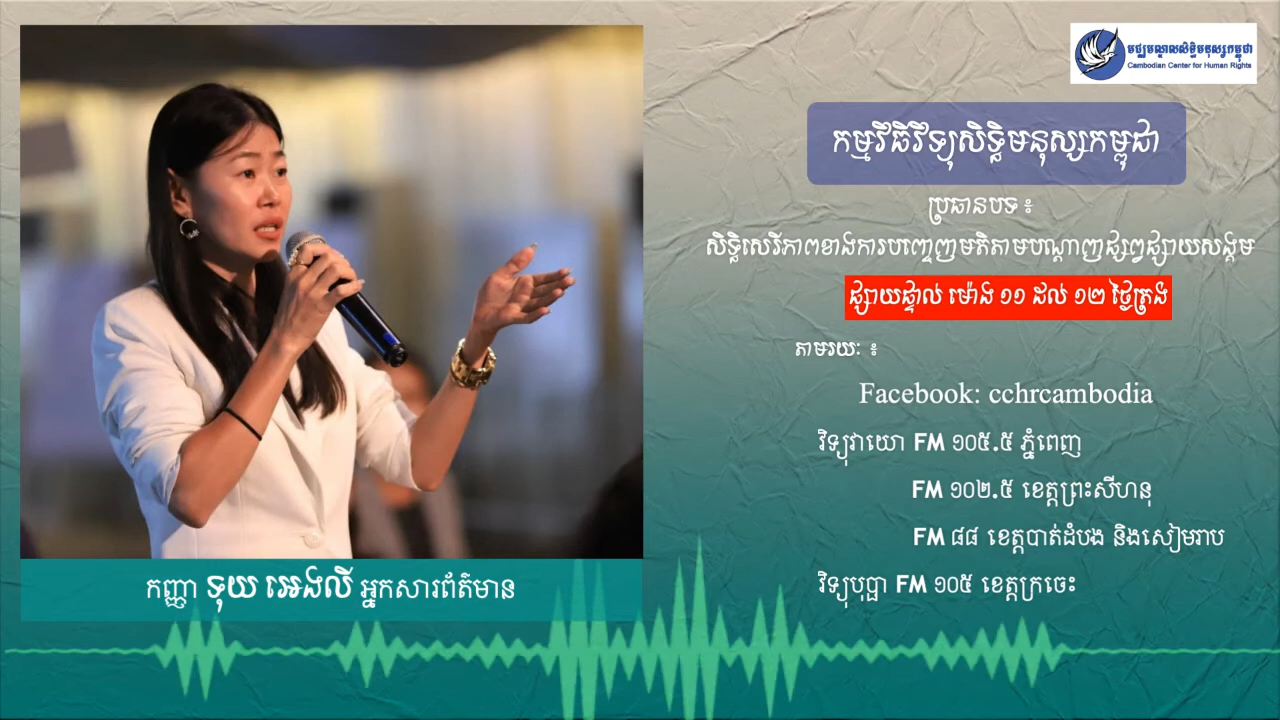 មជ្ឈមណ្ឌលសិទ្ធិមនុស្សកម្ពុជា
Cambodian Center for Human Rights
កម្មវិធីវិទ្យុសិទ្ធិមនុស្សកម្ពុជា
ប្រធានបទ ៖
សិទ្ធិសេរីភាពខាងការបញ្ចេញមតិតាមបណ្តាញផ្សព្វផ្សាយសង្គម
ផ្សាយផ្ទាល់ ម៉ោង ១១ ដល់ ១២ ថ្ងៃត្រង់
តាមរយៈ ៖
Facebook: cchrcambodia
វិទ្យុវាយោ FM ១០៥.៥ ភ្នំពេញ
FM ១០២.៥ ខេត្តព្រះសីហនុ
FM ៨៨ ខេត្តបាត់ដំបង និងសៀមរាប
វិទ្យុបុប្ផា FM ១០៥ ខេត្តក្រចេះ
កញ្ញា ទុយ អេងលី អ្នកសារព័ត៌មាន